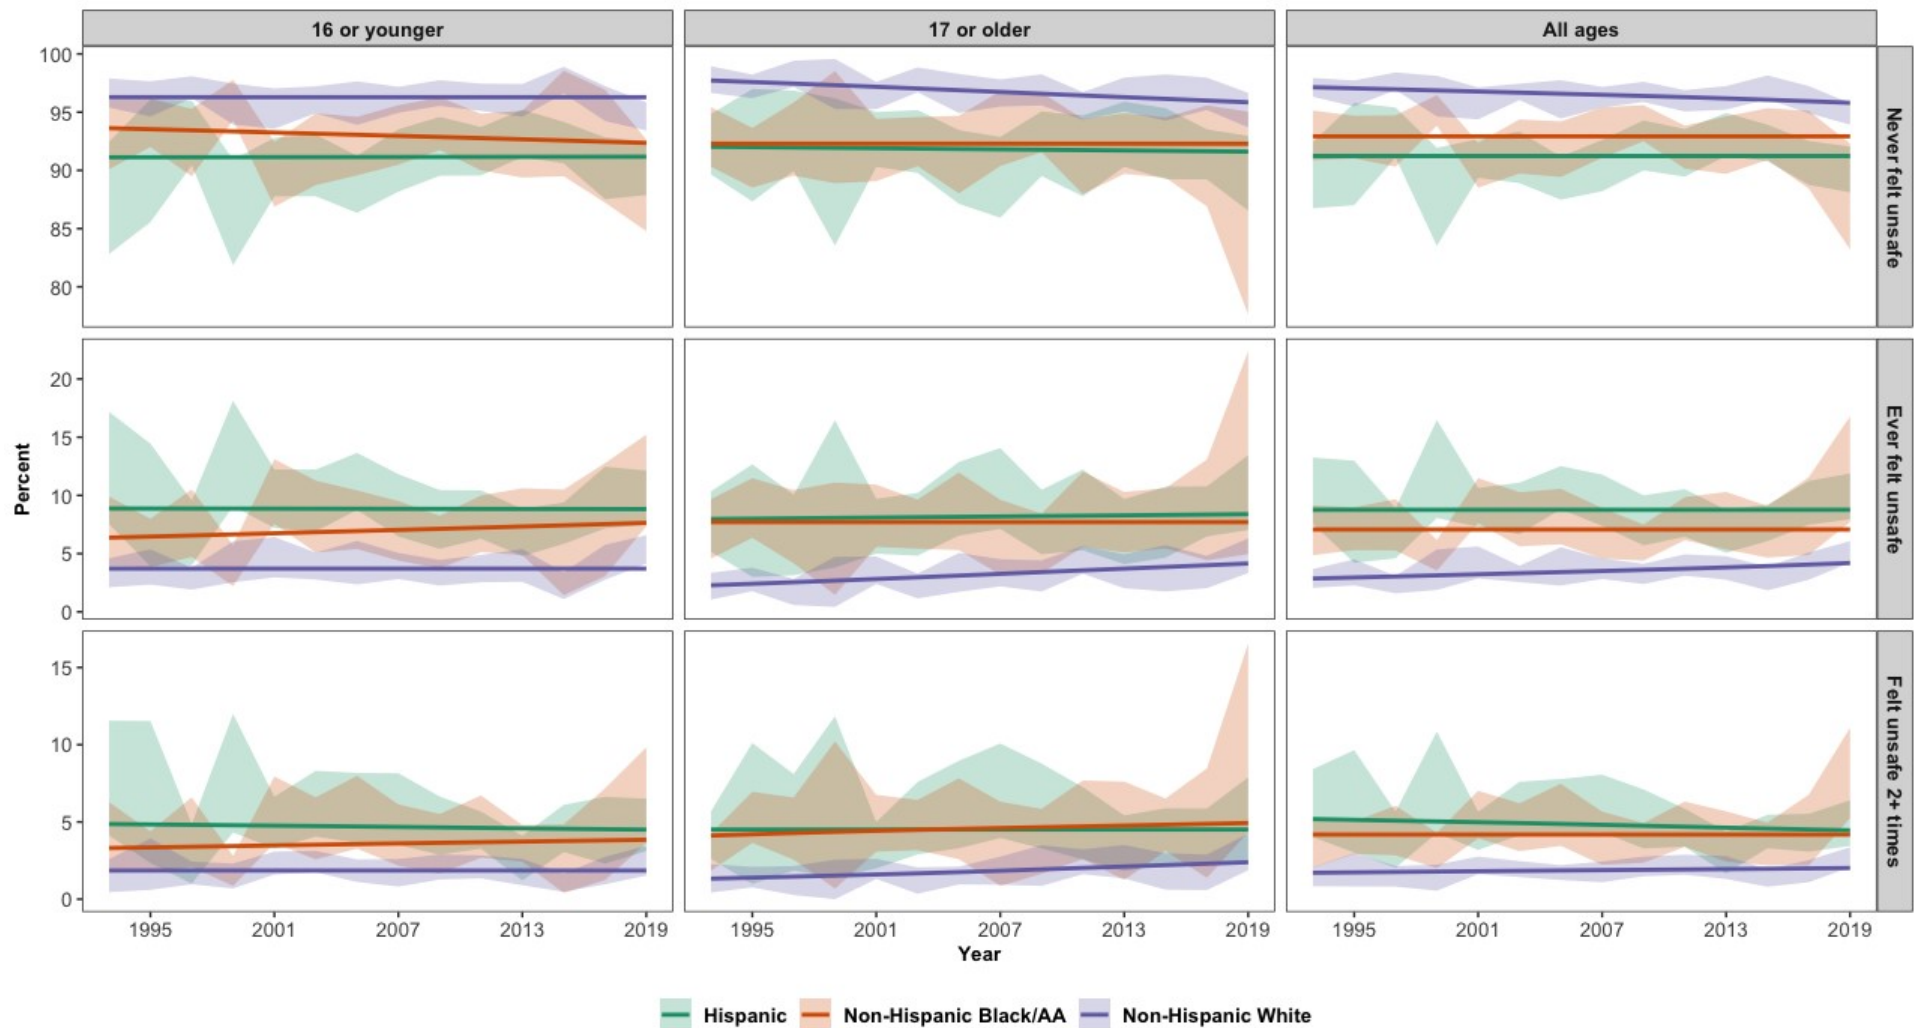 16 or younger
17 or older
All ages
100
95
90
85
80
Never felt unsafe
20
15
10
5
0
Ever felt unsafe
15
10
5
0
Felt unsafe 2+ times
Percent
1995 2001 2007 2013 2019
1995 2001 2007 2013 2019
1995 2001 2007 2013 2019
Year
Hispanic
Non-Hispanic Black/AA
Non-Hispanic White